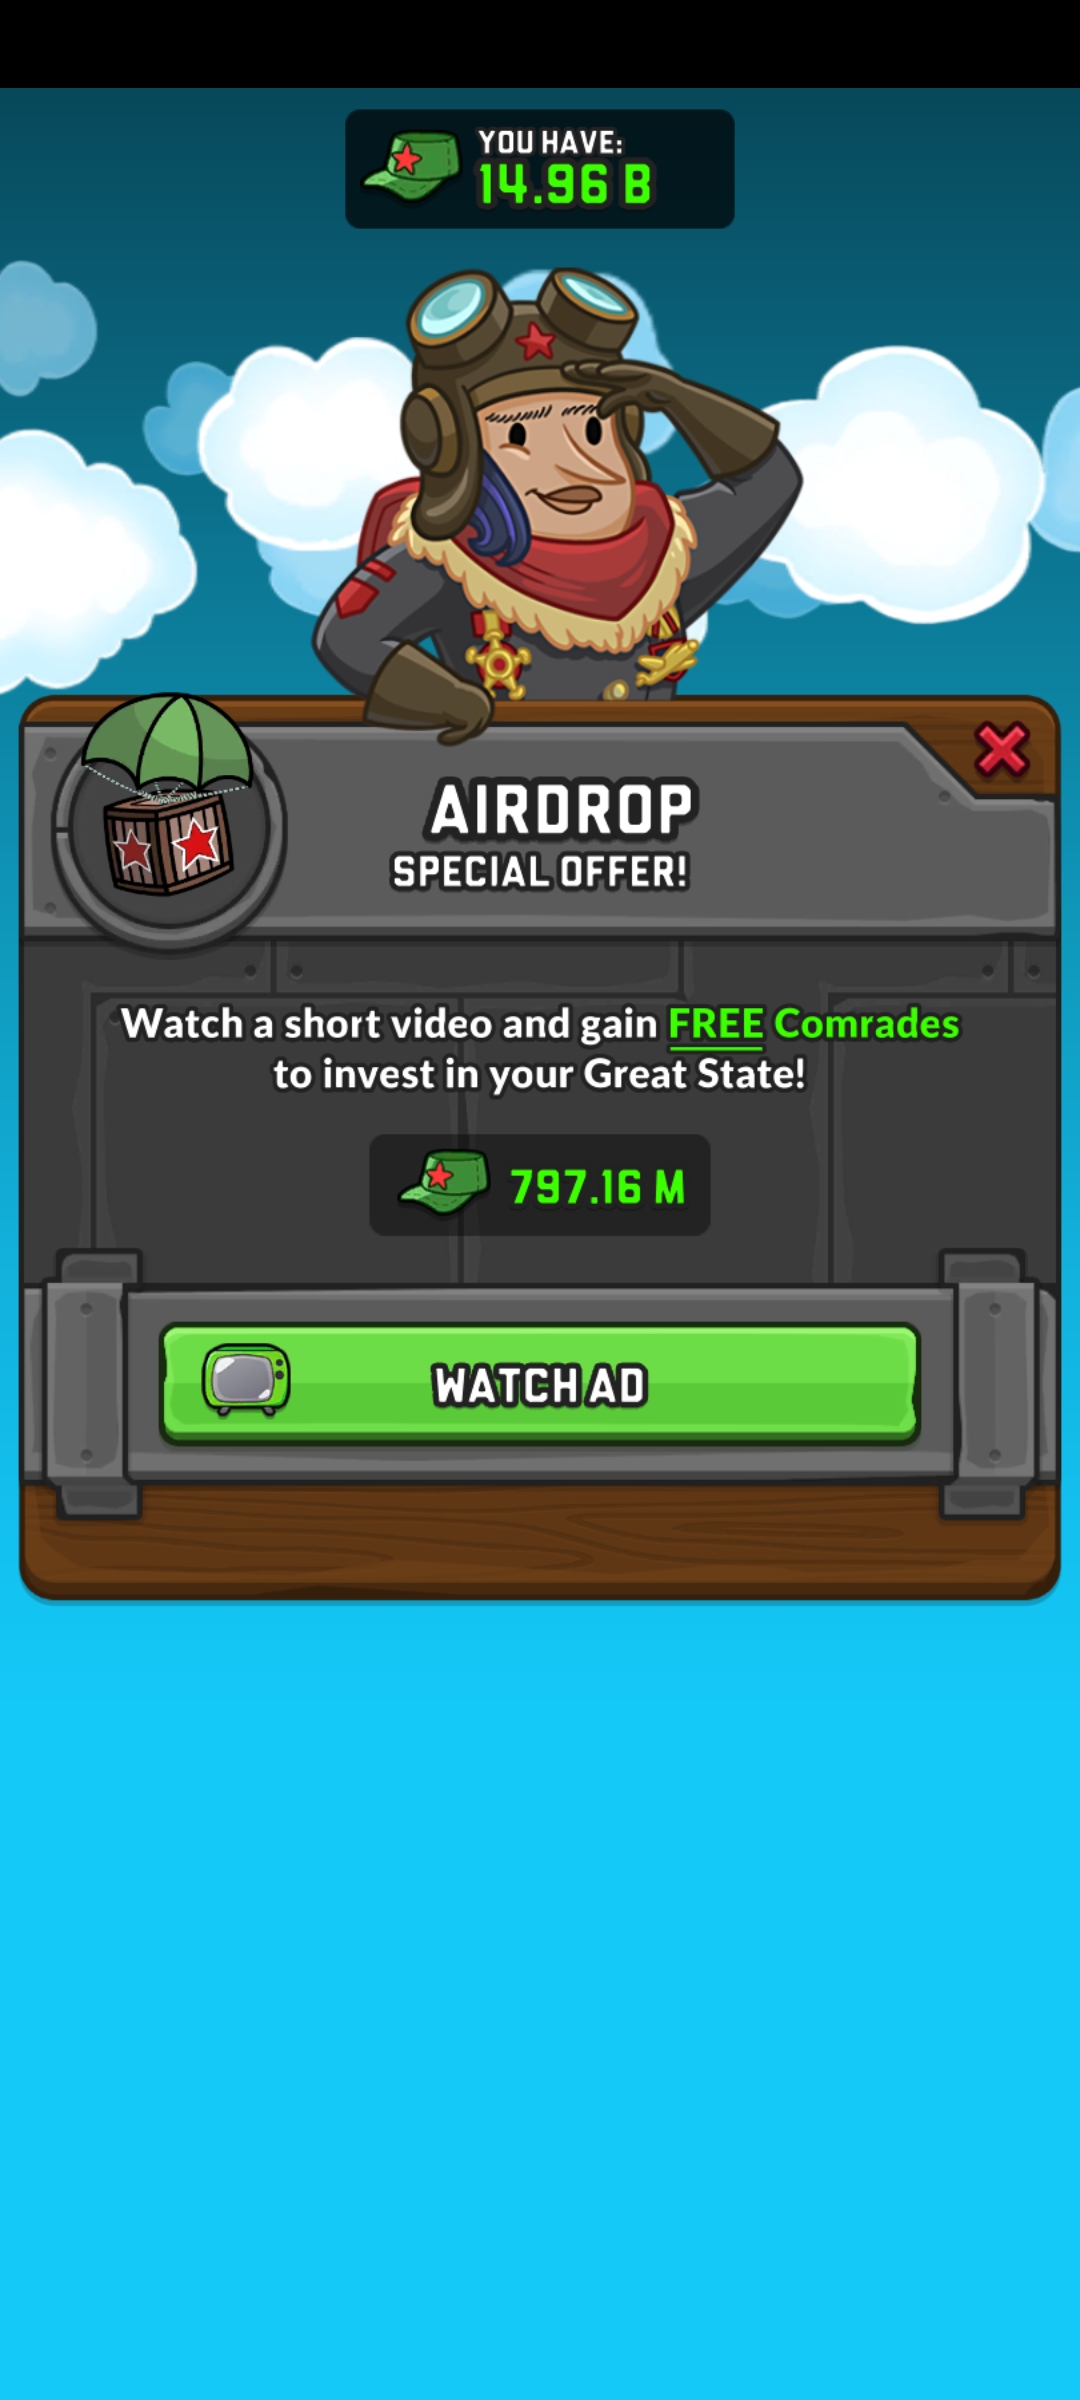 YOU HAVE:
14.96 B
AIRDROP
SPECIAL OFFER!
Watch a short video and gain FREE Comrades
to invest in your Great State!
797.16 M
WATCH AD